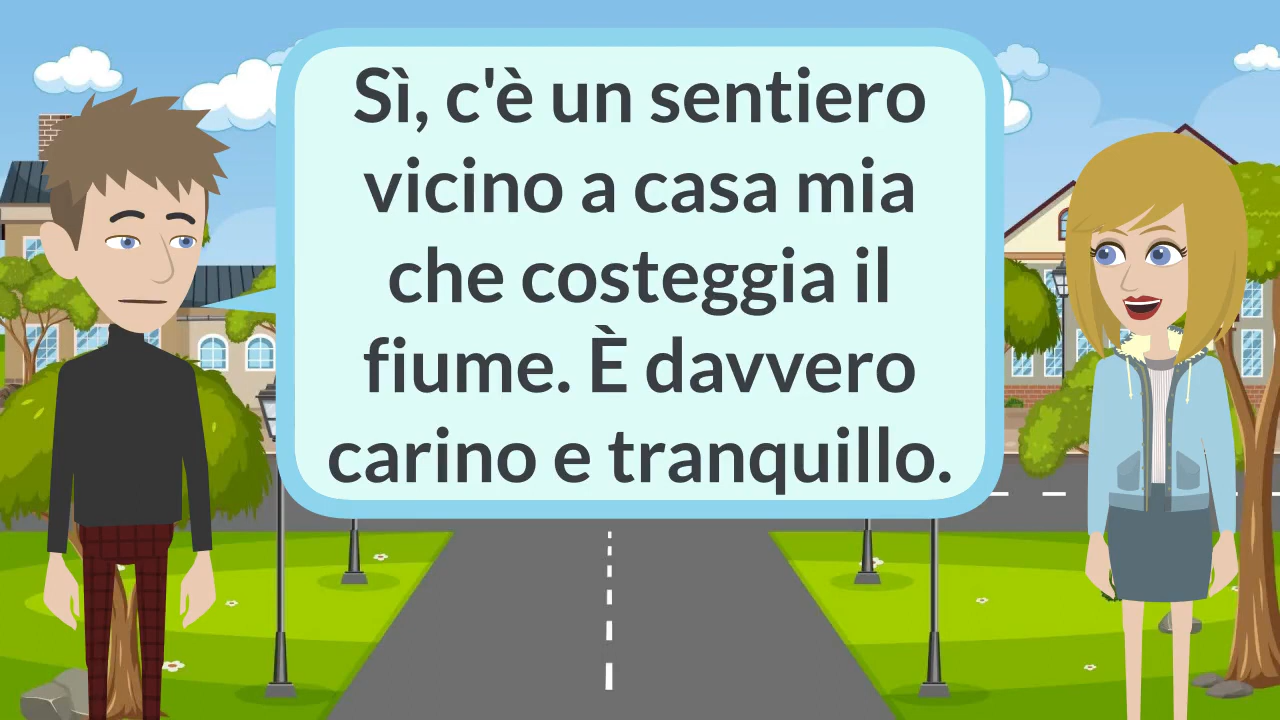 Sì, c'è un sentiero
vicino a casa mia
che costeggia il
fiume. È davvero
carino e tranquillo.